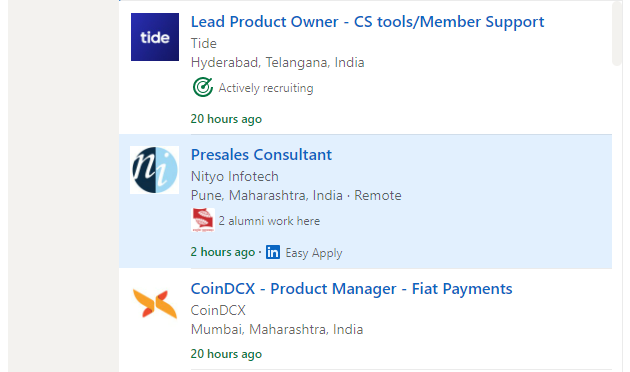 tide
Lead Product Owner - CS tools/Member Support
Tide
Hyderabad, Telangana, India
Actively recruiting
20 hours ago
ni
Presales Consultant
Nityo Infotech
Pune, Maharashtra, India · Remote
2 alumni work here
2 hours ago · in Easy Apply
CoinDCX - Product Manager - Fiat Payments
CoinDCX
Mumbai, Maharashtra, India
20 hours ago